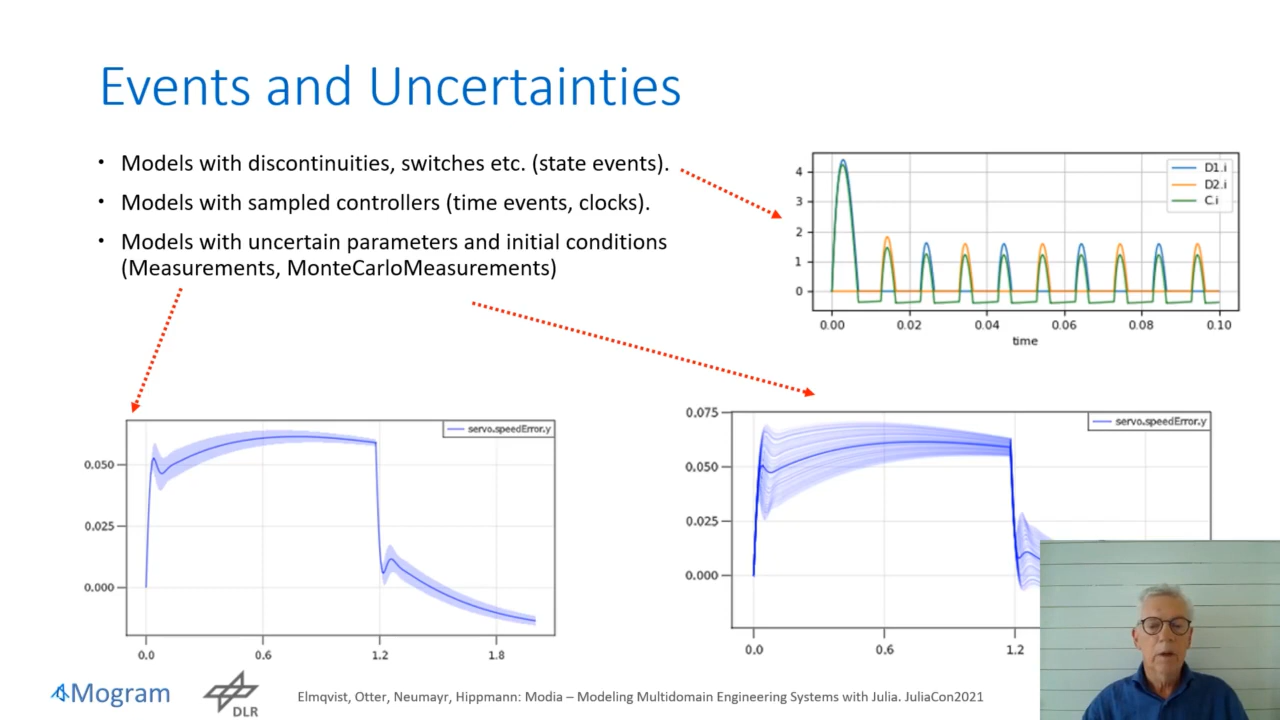 Events and Uncertainties
• Models with discontinuities, switches etc. (state events).
• Models with sampled controllers (time events, clocks).
• Models with uncertain parameters and initial conditions
(Measurements, MonteCarloMeasurements)
D1.i
D2.i
C.i
4
3
2
1
0
0.00 0.02 0.04 0.06 0.08 0.10
time
servo.speedError.y
0.050
0.025
0.000
0.0 0.6 1.2 1.8
servo.speedError.y
0.075
0.050
0.025
0.000
0.0 0.6 1.2
Mogram
DLR
Elmqvist, Otter, Neumayr, Hippmann: Modia – Modeling Multidomain Engineering Systems with Julia. JuliaCon2021